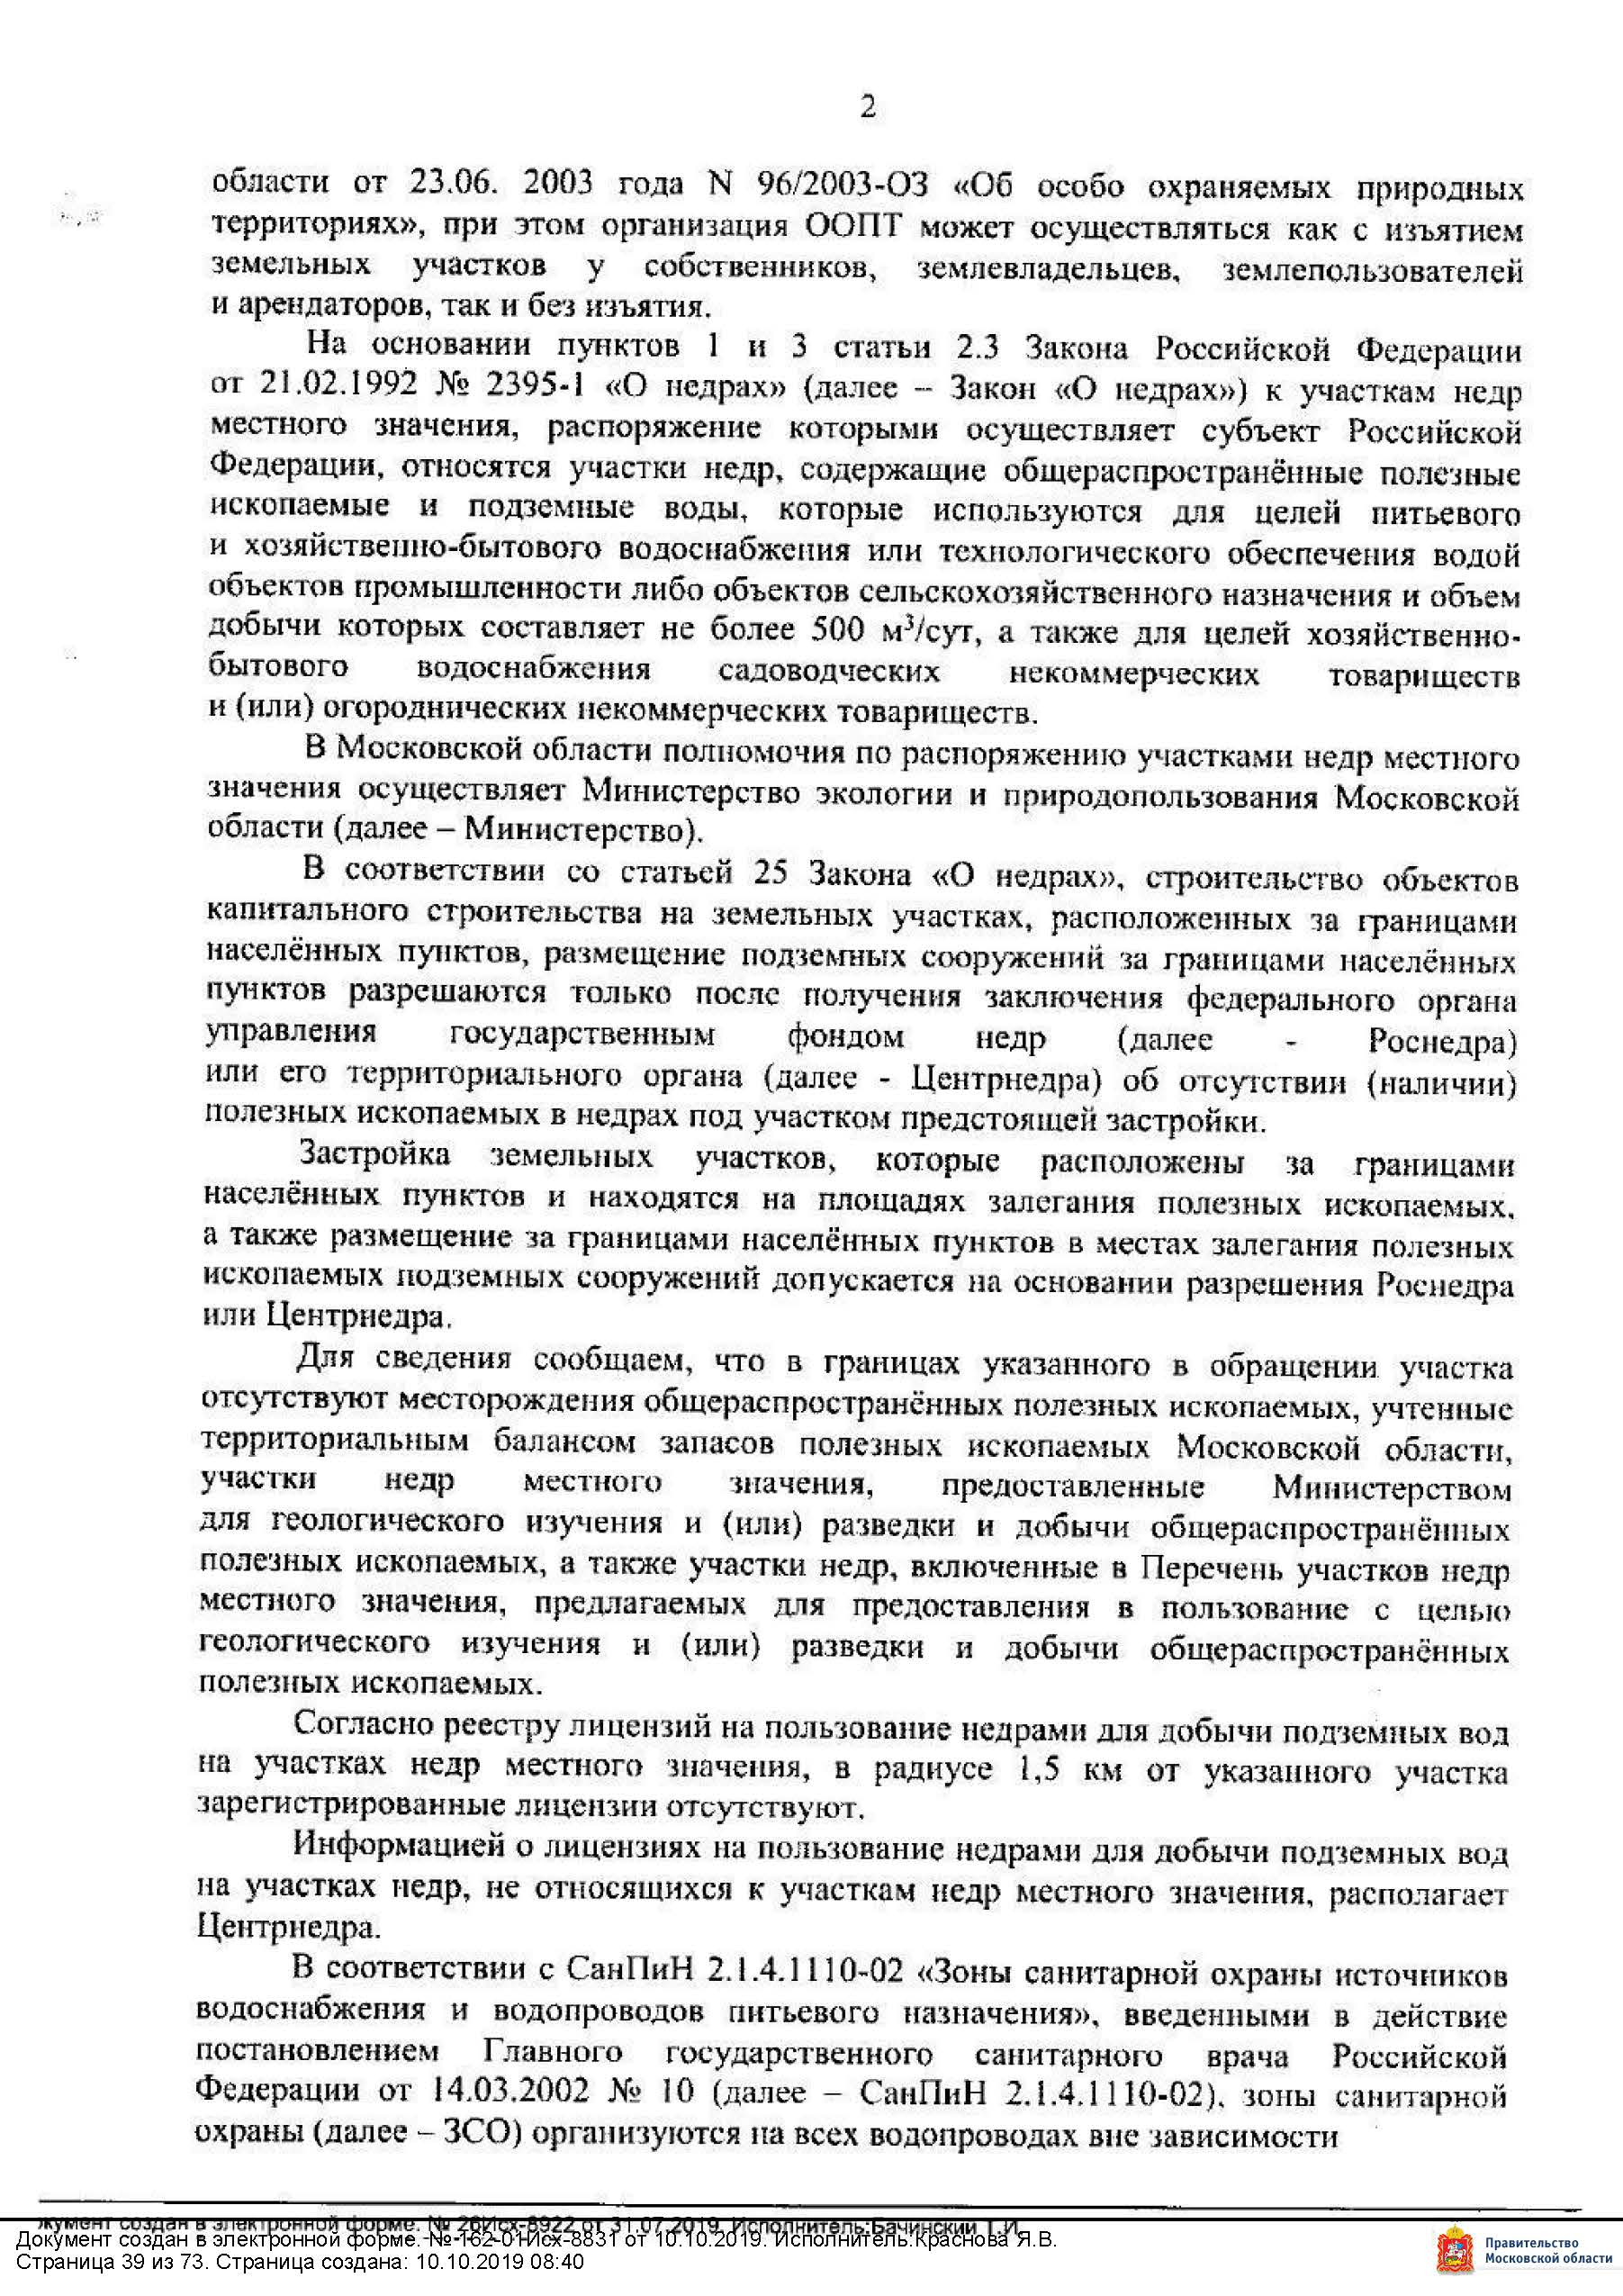 2
области от 23.06. 2003 года N 96/2003-ОЗ «Об особо охраняемых природных
территориях», при этом организация ООПТ может осуществляться как с изъятием
земельных участков у собственников, землевладельцев, землепользователей
и арендаторов, так и без изъятия.
На основании пунктов 1 и 3 статьи 2.3 Закона Российской Федерации
от 21.02.1992 № 2395-1 «О недрах» (далее – Закон «О недрах») к участкам недр
местного значения, распоряжение которыми осуществляет субъект Российской
Федерации, относятся участки недр, содержащие общераспространённые полезные
ископаемые и подземные воды, которые используются для целей питьевого
и хозяйственно-бытового водоснабжения или технологического обеспечения водой
объектов промышленности либо объектов сельскохозяйственного назначения и объем
добычи которых составляет не более 500 м³/сут, а также для целей хозяйственно-
бытового водоснабжения садоводческих некоммерческих товариществ
и (или) огороднических некоммерческих товариществ.
В Московской области полномочия по распоряжению участками недр местного
значения осуществляет Министерство экологии и природопользования Московской
области (далее – Министерство).
В соответствии со статьей 25 Закона «О недрах», строительство объектов
капитального строительства на земельных участках, расположенных за границами
населённых пунктов, размещение подземных сооружений за границами населённых
пунктов разрешаются только после получения заключения федерального органа
управления государственным фондом недр (далее - Роснедра)
или его территориального органа (далее - Центрнедра) об отсутствии (наличии)
полезных ископаемых в недрах под участком предстоящей застройки.
Застройка земельных участков, которые расположены за границами
населённых пунктов и находятся на площадях залегания полезных ископаемых,
а также размещение за границами населённых пунктов в местах залегания полезных
ископаемых подземных сооружений допускается на основании разрешения Роснедра
или Центрнедра.
Для сведения сообщаем, что в границах указанного в обращении участка
отсутствуют месторождения общераспространённых полезных ископаемых, учтенные
территориальным балансом запасов полезных ископаемых Московской области,
участки недр местного значения, предоставленные Министерством
для геологического изучения и (или) разведки и добычи общераспространённых
полезных ископаемых, а также участки недр, включенные в Перечень участков недр
местного значения, предлагаемых для предоставления в пользование с целью
геологического изучения и (или) разведки и добычи общераспространённых
полезных ископаемых.
Согласно реестру лицензий на пользование недрами для добычи подземных вод
на участках недр местного значения, в радиусе 1,5 км от указанного участка
зарегистрированные лицензии отсутствуют.
Информацией о лицензиях на пользование недрами для добычи подземных вод
на участках недр, не относящихся к участкам недр местного значения, располагает
Центрнедра.
В соответствии с СанПиН 2.1.4.1110-02 «Зоны санитарной охраны источников
водоснабжения и водопроводов питьевого назначения», введенными в действие
постановлением Главного государственного санитарного врача Российской
Федерации от 14.03.2002 № 10 (далее – СанПиН 2.1.4.1110-02), зоны санитарной
охраны (далее – ЗСО) организуются на всех водопроводах вне зависимости
жумент создан в электронной форме. № 26Исх-8922 от 31.07.2019. Исполнитель:Бачинский Т.И.
Документ создан в электронной форме. № 162-01Исх-8831 от 10.10.2019. Исполнитель:Краснова Я.В.
Страница 39 из 73. Страница создана: 10.10.2019 08:40
Правительство
Московской области